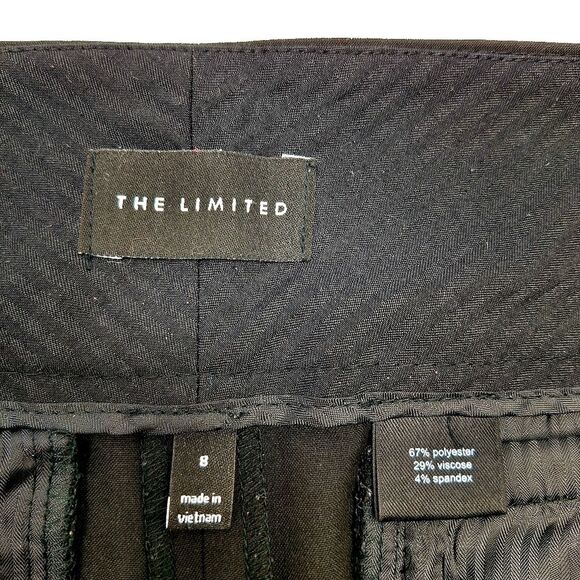 THE LIMITED
8
made in
vietnam
67% polyester
29% viscose
4% spandex